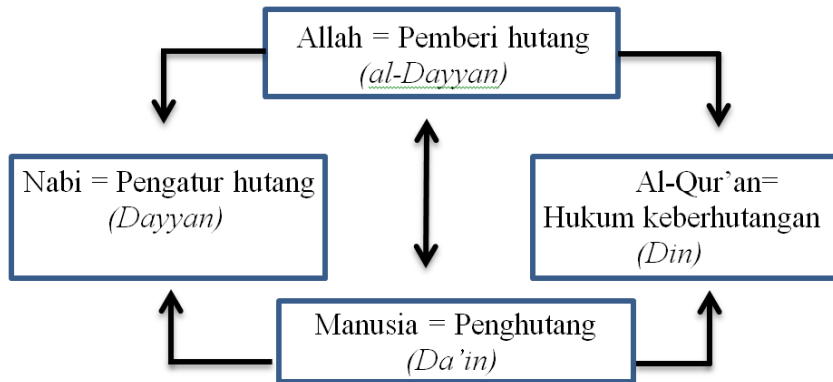 Allah = Pemberi hutang
(al-Dayyan)
Nabi = Pengatur hutang
(Dayyan)
Al-Qur’an=
Hukum keberhutangan
(Din)
Manusia = Penghutang
(Da’in)